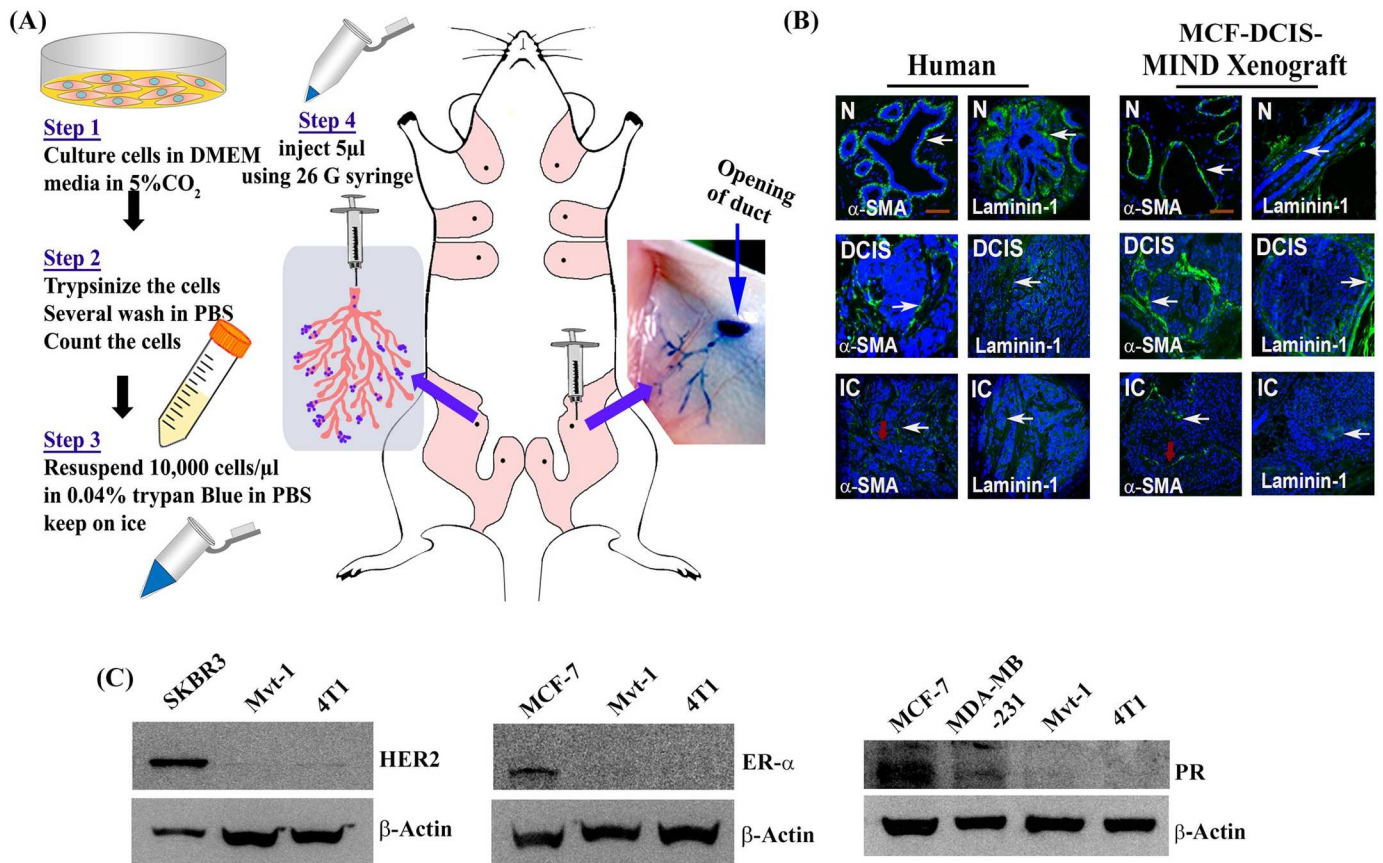 (A)
Step 1
Culture cells in DMEM
media in 5%CO₂
Step 2
Trypsinize the cells
Several wash in PBS
Count the cells
Step 3
Resuspend 10,000 cells/µl
in 0.04% trypan Blue in PBS
keep on ice
Step 4
inject 5µl
using 26 G syringe
Opening
of duct
(B)
Human
MCF-DCIS-
MIND Xenograft
N
α-SMA
N
Laminin-1
N
α-SMA
N
Laminin-1
DCIS
α-SMA
DCIS
Laminin-1
DCIS
α-SMA
DCIS
Laminin-1
IC
α-SMA
IC
Laminin-1
IC
α-SMA
IC
Laminin-1
(C)
SKBR3
Mvt-1
4T1
HER2
β-Actin
MCF-7
Mvt-1
4T1
ER-α
β-Actin
MCF-7
MDA-MB
-231
Mvt-1
4T1
PR
β-Actin